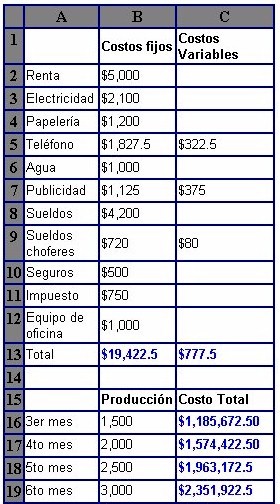 A B C
1 Costos fijos Costos Variables
2 Renta $5,000
3 Electricidad $2,100
4 Papelería $1,200
5 Teléfono $1,827.5 $322.5
6 Agua $1,000
7 Publicidad $1,125 $375
8 Sueldos $4,200
9 Sueldos choferes $720 $80
10 Seguros $500
11 Impuesto $750
12 Equipo de oficina $1,000
13 Total $19,422.5 $777.5
14
15 Producción Costo Total
16 3er mes 1,500 $1,185,672.50
17 4to mes 2,000 $1,574,422.50
18 5to mes 2,500 $1,963,172.5
19 6to mes 3,000 $2,351,922.5